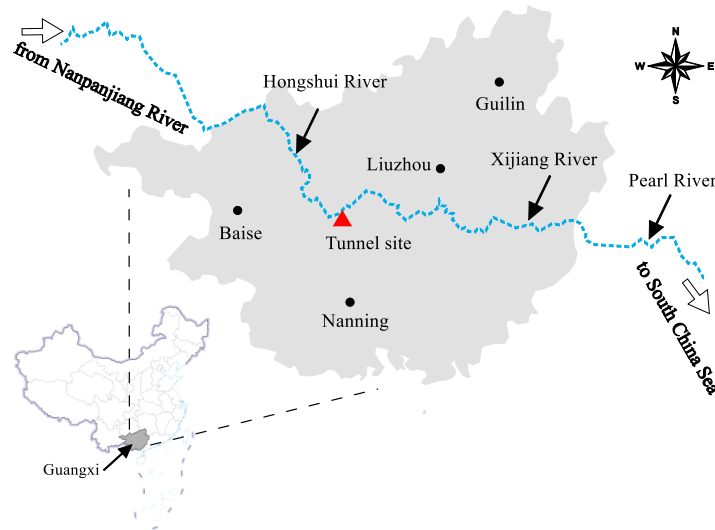 N
W
E
S
from Nanpanjiang River
Hongshui River
Guilin
Liuzhou
Xijiang River
Pearl River
Baise
Tunnel site
to South China Sea
Nanning
Guangxi